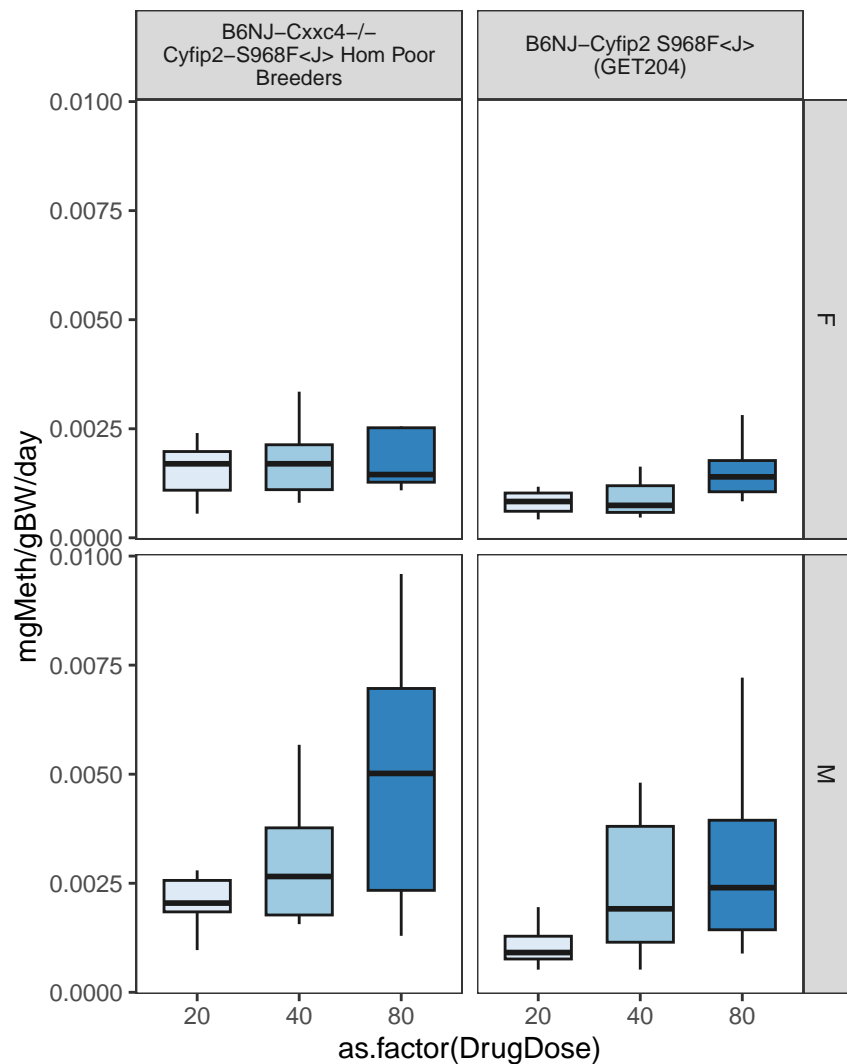 B6NJ−Cxxc4−/−
Cyfip2−S968F<J> Hom Poor
Breeders
B6NJ−Cyfip2 S968F<J>
(GET204)
0.0100
0.0075
0.0050
0.0025
0.0000
F
0.0100
0.0075
0.0050
0.0025
0.0000
M
mgMeth/gBW/day
20 40 80 20 40 80
as.factor(DrugDose)